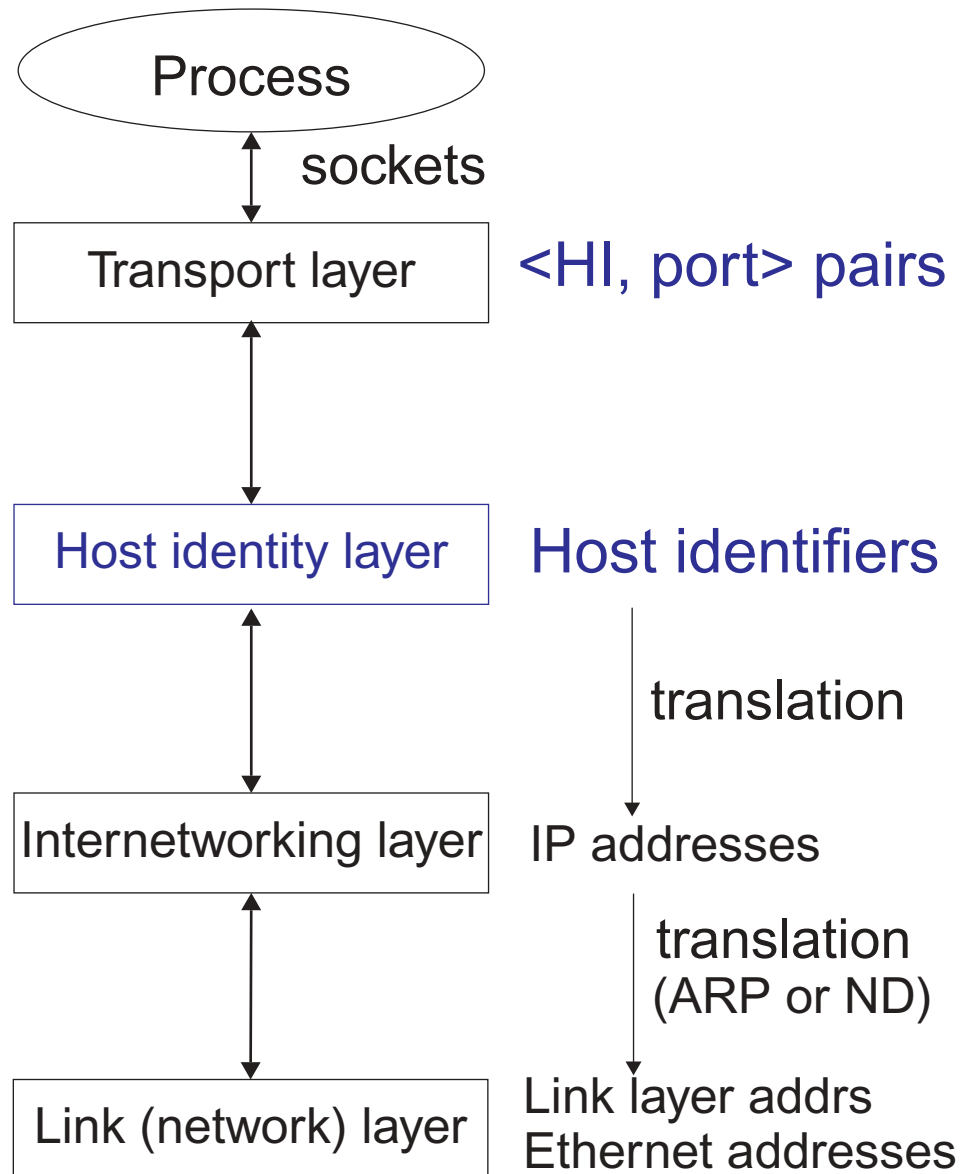 Process
sockets
Transport layer
<HI, port> pairs
Host identity layer
Host identifiers
translation
Internetworking layer
IP addresses
translation
(ARP or ND)
Link (network) layer
Link layer addrs
Ethernet addresses